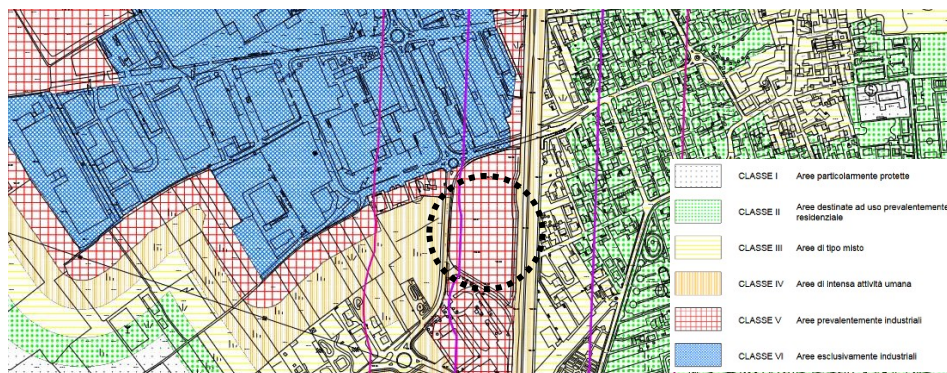 CLASSE I Aree particolarmente protette
CLASSE II Aree destinate ad uso prevalentemente
residenziale
CLASSE III Aree di tipo misto
CLASSE IV Aree di intensa attività umana
CLASSE V Aree prevalentemente industriali
CLASSE VI Aree esclusivamente industriali